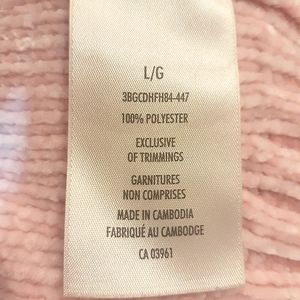 L/G
3BGCDHFH84-447
100% POLYESTER
EXCLUSIVE
OF TRIMMINGS
GARNITURES
NON COMPRISES
MADE IN CAMBODIA
FABRIQUÉ AU CAMBODGE
CA 03961